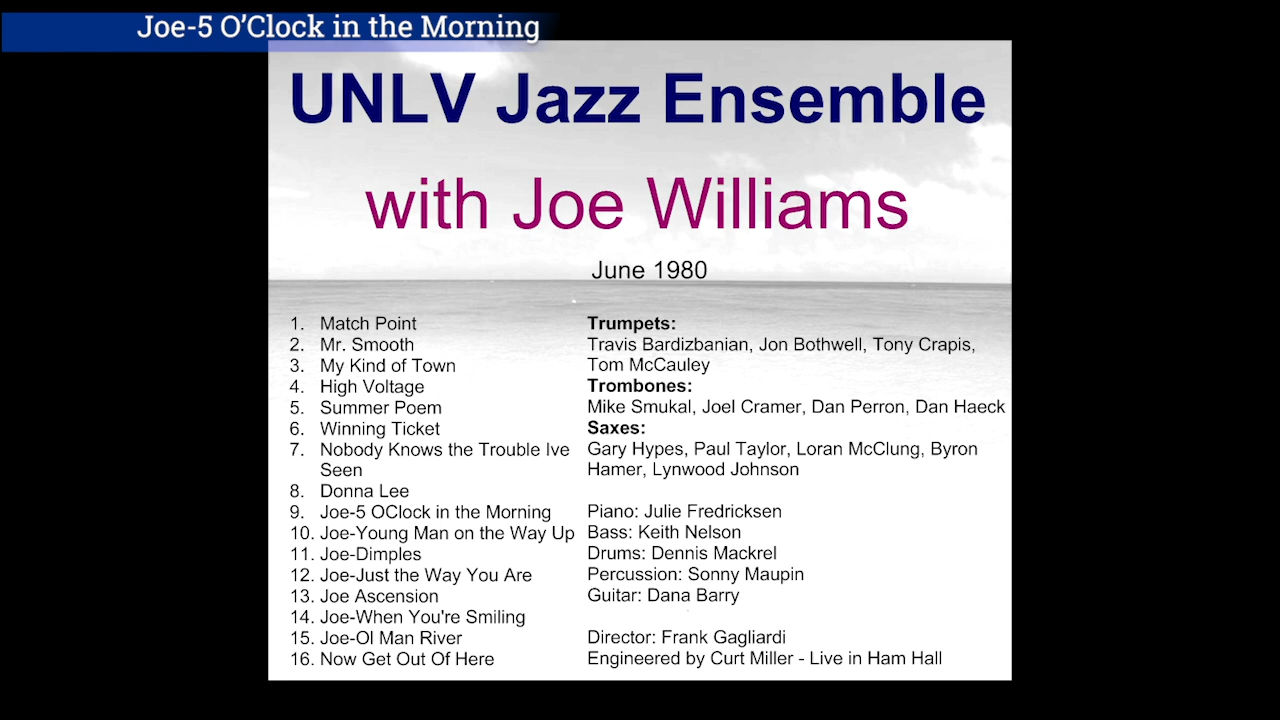 Joe-5 O’Clock in the Morning
UNLV Jazz Ensemble
with Joe Williams
June 1980
1. Match Point
2. Mr. Smooth
3. My Kind of Town
4. High Voltage
5. Summer Poem
6. Winning Ticket
7. Nobody Knows the Trouble Ive
Seen
8. Donna Lee
9. Joe-5 OClock in the Morning
10. Joe-Young Man on the Way Up
11. Joe-Dimples
12. Joe-Just the Way You Are
13. Joe Ascension
14. Joe-When You're Smiling
15. Joe-Ol Man River
16. Now Get Out Of Here
Trumpets:
Travis Bardizbanian, Jon Bothwell, Tony Crapis,
Tom McCauley
Trombones:
Mike Smukal, Joel Cramer, Dan Perron, Dan Haeck
Saxes:
Gary Hypes, Paul Taylor, Loran McClung, Byron
Hamer, Lynwood Johnson
Piano: Julie Fredricksen
Bass: Keith Nelson
Drums: Dennis Mackrel
Percussion: Sonny Maupin
Guitar: Dana Barry
Director: Frank Gagliardi
Engineered by Curt Miller - Live in Ham Hall